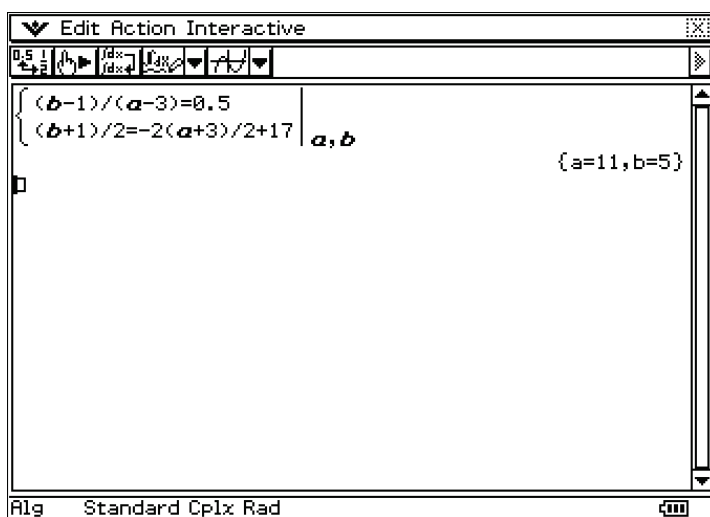 Edit Action Interactive
(b-1)/(a-3)=0.5
(b+1)/2=-2(a+3)/2+17
a,b
{a=11,b=5}
Alg Standard Cplx Rad